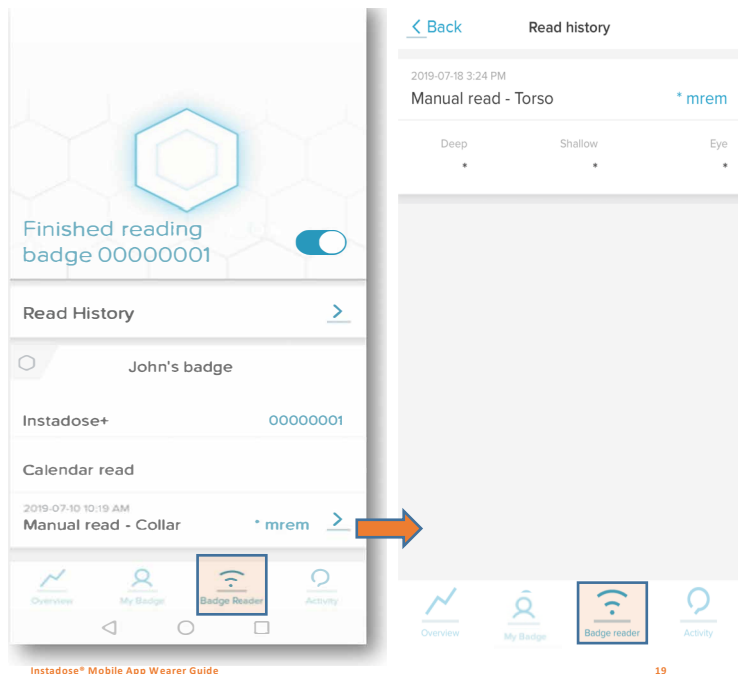 Finished reading
badge 00000001
Read History
John's badge
Instadose+ 00000001
Calendar read
2019-07-10 10:19 AM
Manual read - Collar * mrem
Overview My Badge Badge Reader Activity
Back Read history
2019-07-18 3:24 PM
Manual read - Torso * mrem
Deep Shallow Eye
* * *
Overview My Badge Badge reader Activity
Instadose® Mobile App Wearer Guide 19